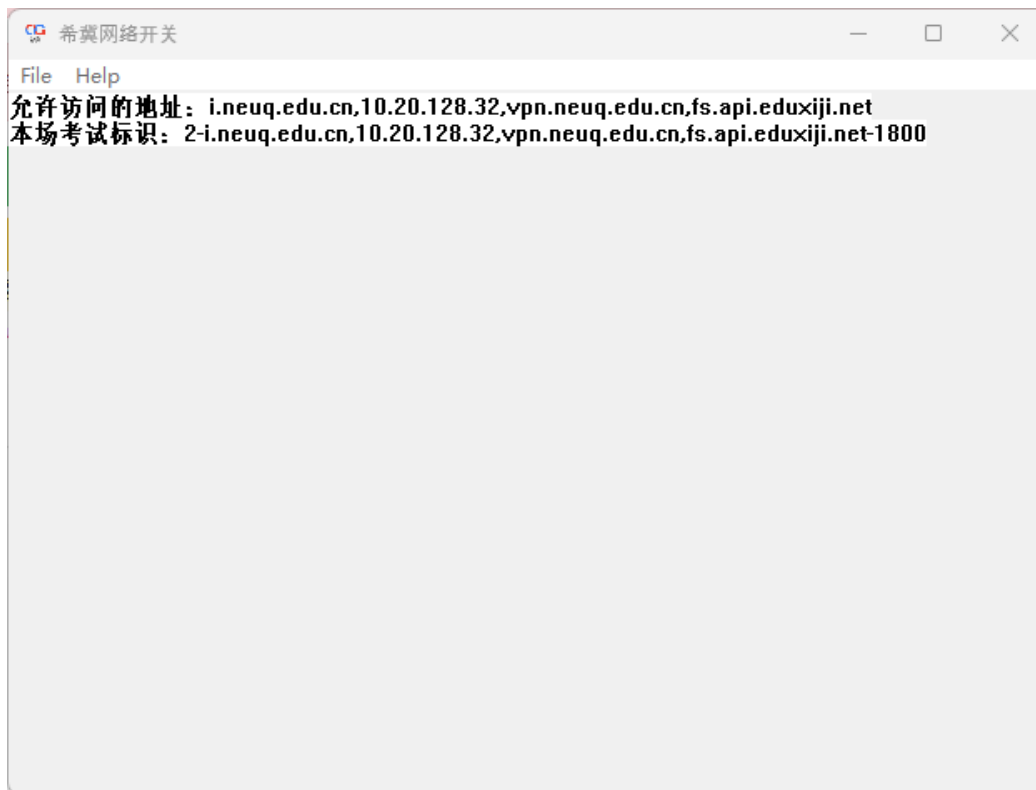 希冀网络开关
File Help
允许访问的地址：i.neuq.edu.cn,10.20.128.32,vpn.neuq.edu.cn,fs.api.eduxiji.net
本场考试标识：2-i.neuq.edu.cn,10.20.128.32,vpn.neuq.edu.cn,fs.api.eduxiji.net-1800